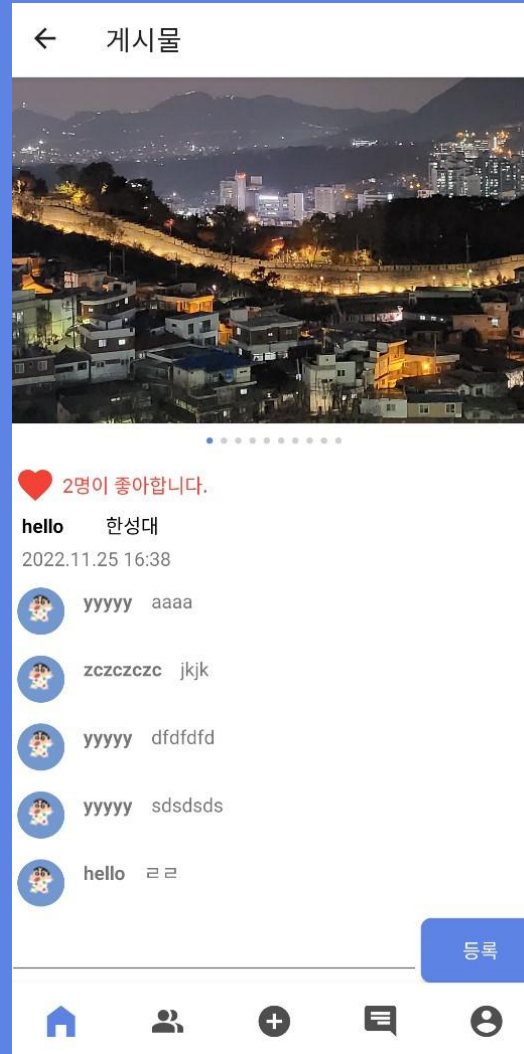 게시물
2명이 좋아합니다.
hello 한성대
2022.11.25 16:38
yyyyy aaaa
zczczczc jkjk
yyyyy dfdfdfd
yyyyy sdsdsds
hello ㄹㄹ
등록